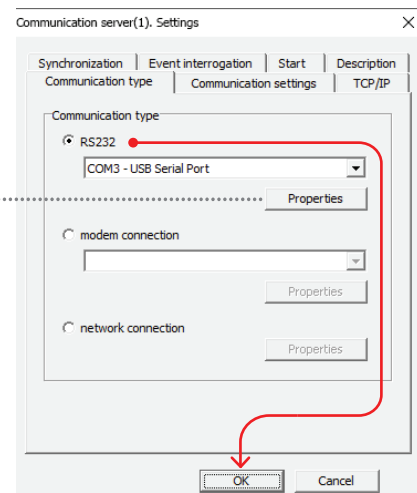 Communication server(1). Settings
Synchronization Event interrogation Start Description
Communication type Communication settings TCP/IP
Communication type
RS232
COM3 - USB Serial Port
Properties
modem connection
Properties
network connection
Properties
OK Cancel